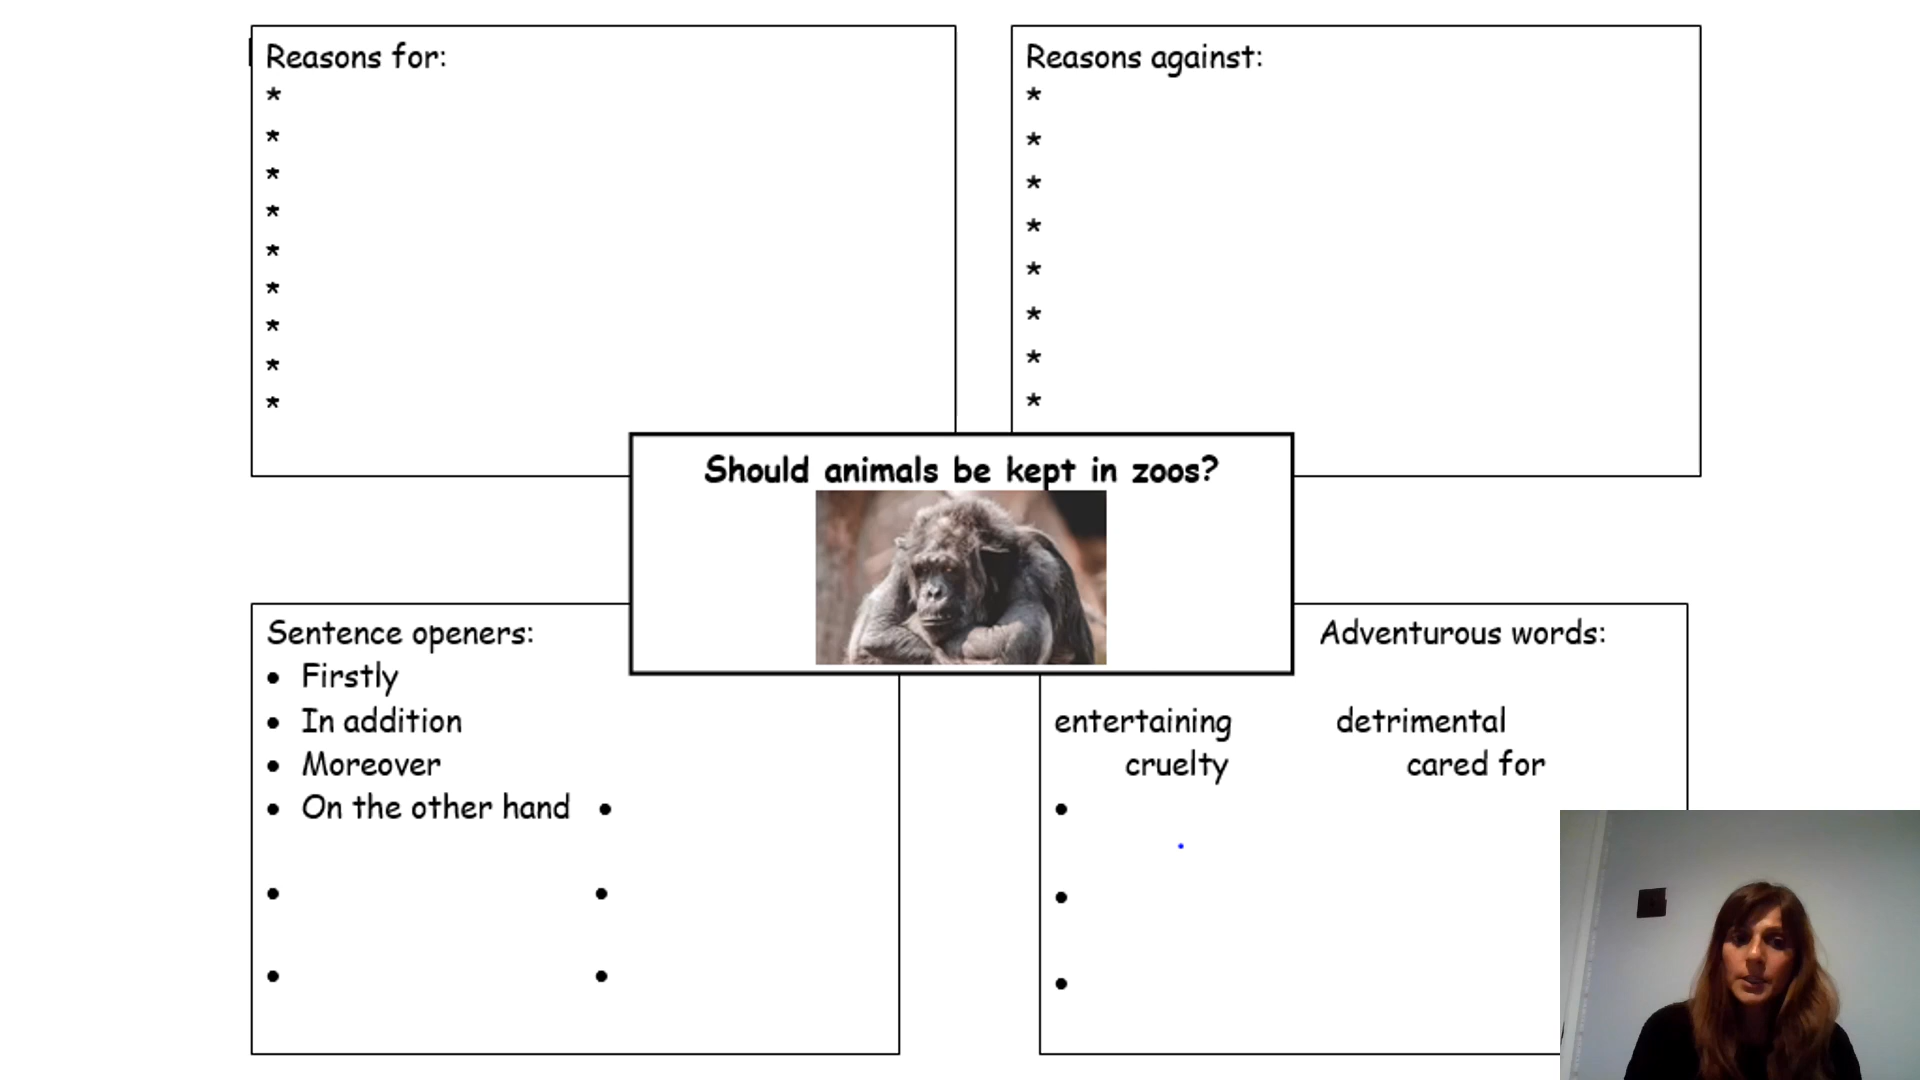 Reasons for:
*
*
*
*
*
*
*
*
*
Reasons against:
*
*
*
*
*
*
*
*
Should animals be kept in zoos?
Sentence openers:
• Firstly
• In addition
• Moreover
• On the other hand •
• •
• •
Adventurous words:
entertaining detrimental
cruelty cared for
•
•
•